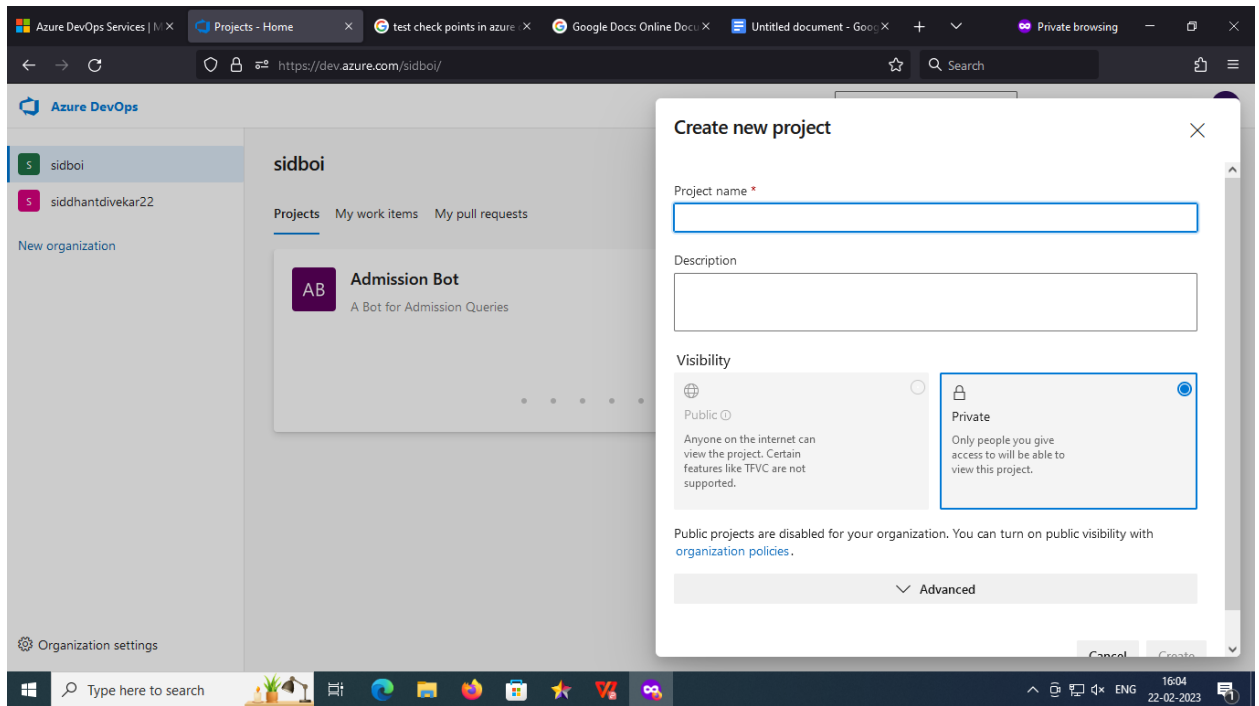 Azure DevOps Services | M
Projects - Home
test check points in azure
Google Docs: Online Docu
Untitled document - Goog
Private browsing
https://dev.azure.com/sidboi/
Search
Azure DevOps
S sidboi
S siddhantdivekar22
New organization
Organization settings
sidboi
Projects My work items My pull requests
AB
Admission Bot
A Bot for Admission Queries
Create new project
Project name *
Description
Visibility
Public
Anyone on the internet can
view the project. Certain
features like TFVC are not
supported.
Private
Only people you give
access to will be able to
view this project.
Public projects are disabled for your organization. You can turn on public visibility with
organization policies.
Advanced
Cancel Create
Type here to search
ENG
16:04
22-02-2023
1